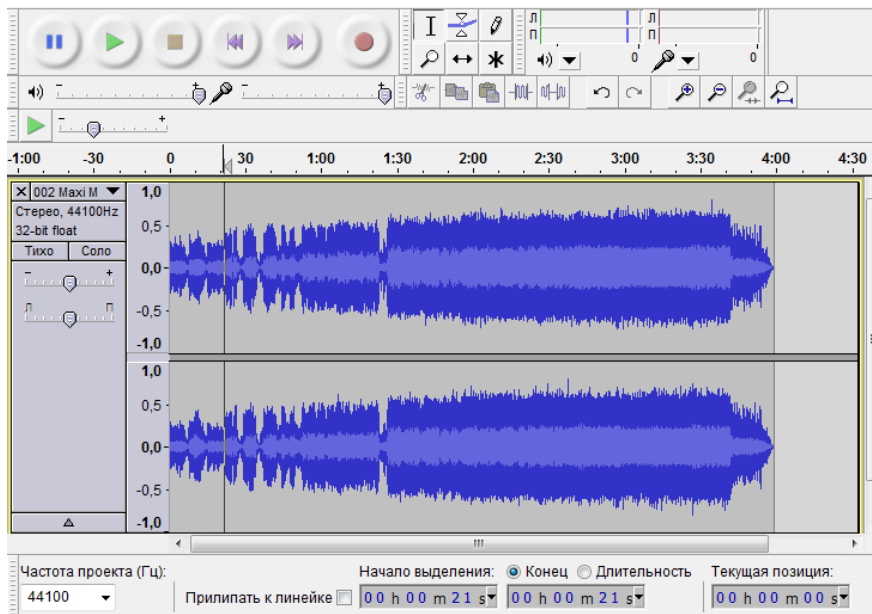 Л Л
П П
0 0
- + - +
- +
-1:00 -30 0 30 1:00 1:30 2:00 2:30 3:00 3:30 4:00 4:30
002 Maxi M 1,0
Стерео, 44100Hz 0,5
32-bit float
Тихо Соло
0,0
- +
Л П
-0,5
-1,0
1,0
0,5
0,0
-0,5
-1,0
Частота проекта (Гц): Начало выделения: Конец Длительность Текущая позиция:
44100 Прилипать к линейке 00 h 00 m 21 s 00 h 00 m 21 s 00 h 00 m 00 s